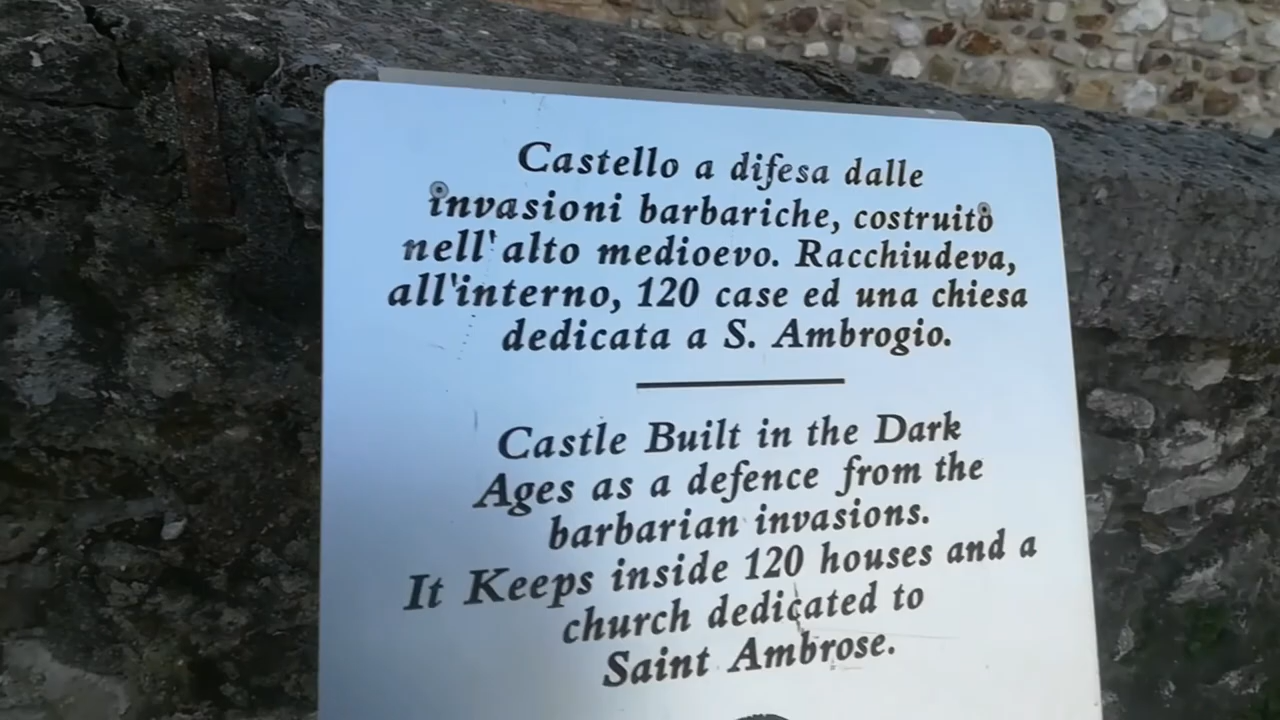 Castello a difesa dalle
invasioni barbariche, costruito
nell'alto medioevo. Racchiudeva,
all'interno, 120 case ed una chiesa
dedicata a S. Ambrogio.
Castle Built in the Dark
Ages as a defence from the
barbarian invasions.
It Keeps inside 120 houses and a
church dedicated to
Saint Ambrose.